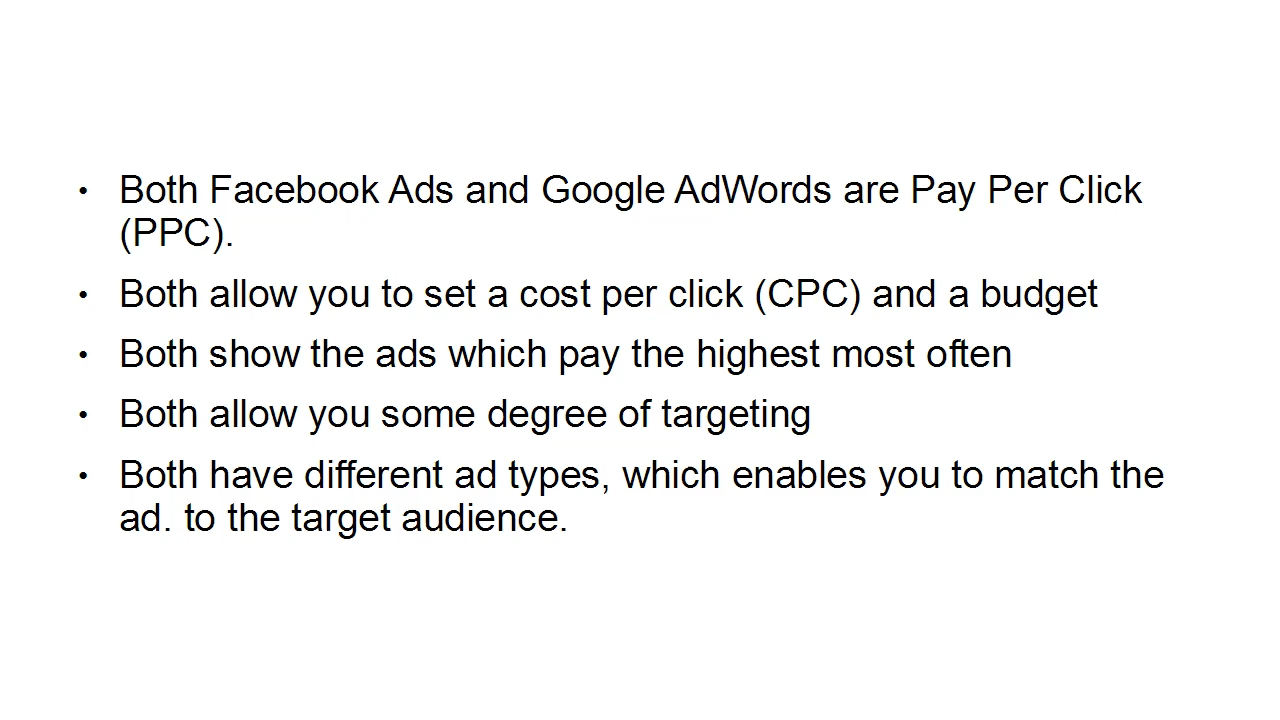 • Both Facebook Ads and Google AdWords are Pay Per Click
(PPC).
• Both allow you to set a cost per click (CPC) and a budget
• Both show the ads which pay the highest most often
• Both allow you some degree of targeting
• Both have different ad types, which enables you to match the
ad. to the target audience.